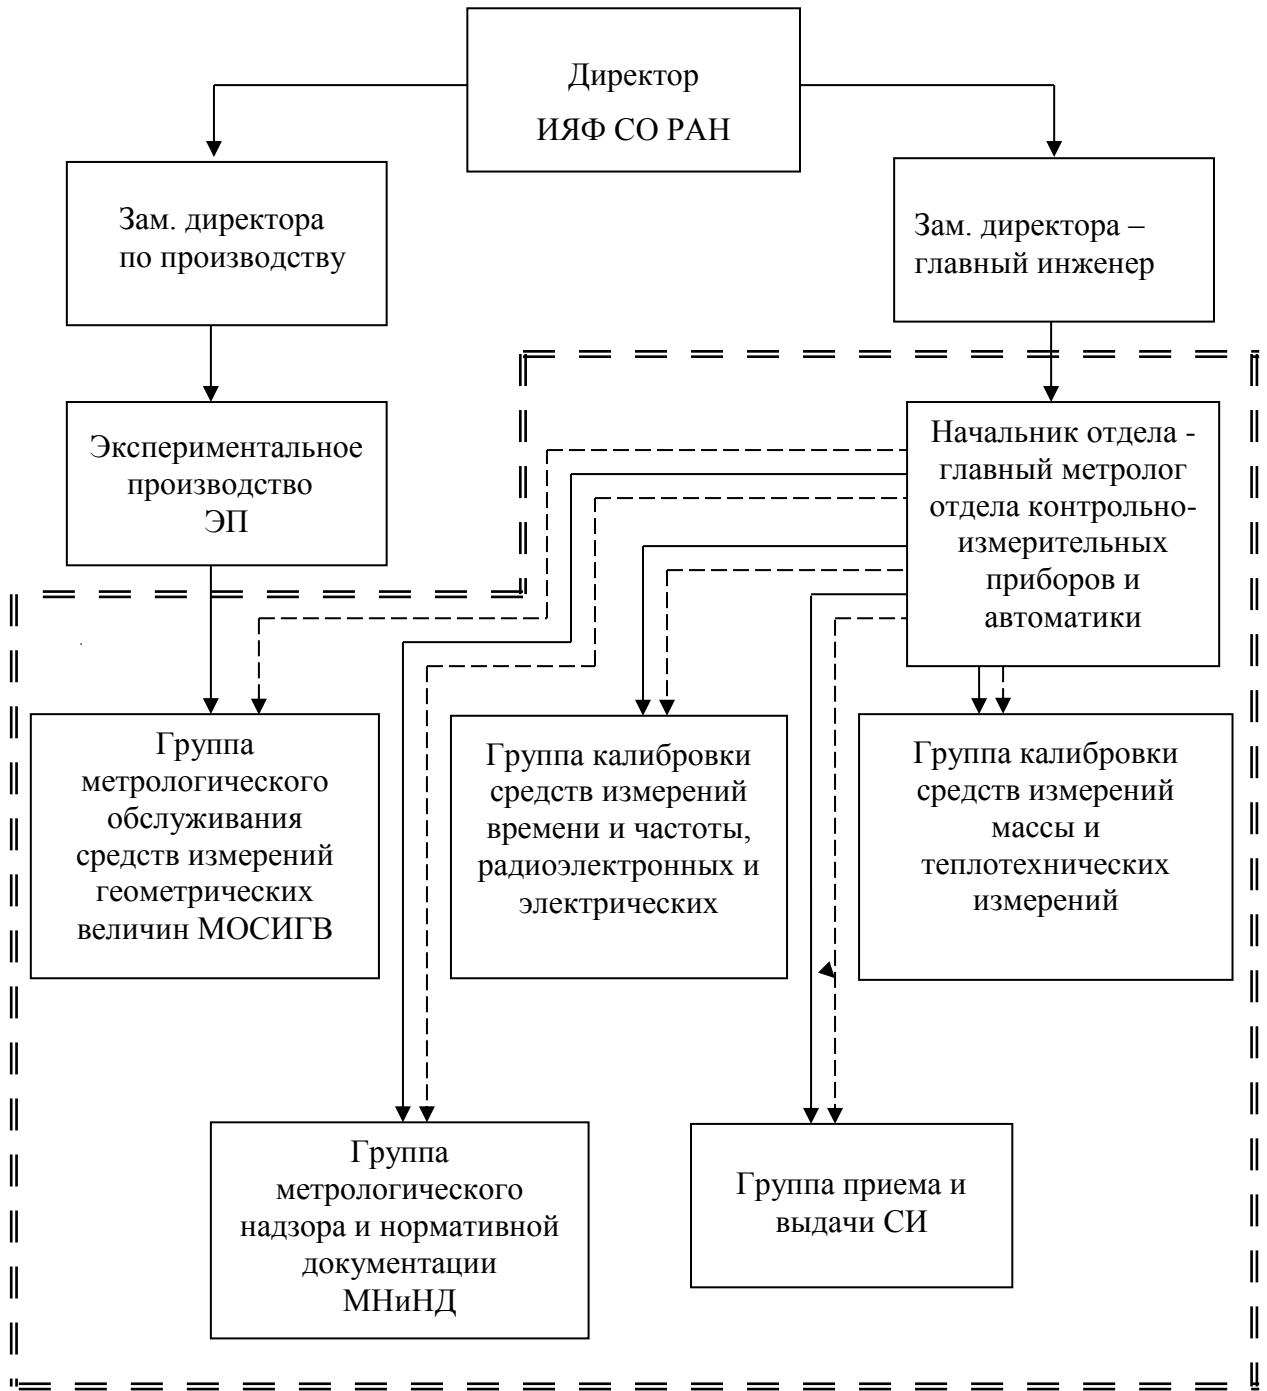 Директор
ИЯФ СО РАН
Зам. директора
по производству
Зам. директора –
главный инженер
Экспериментальное
производство
ЭП
Начальник отдела -
главный метролог
отдела контрольно-
измерительных
приборов и
автоматики
Группа
метрологического
обслуживания
средств измерений
геометрических
величин МОСИГВ
Группа калибровки
средств измерений
времени и частоты,
радиоэлектронных и
электрических
Группа калибровки
средств измерений
массы и
теплотехнических
измерений
Группа
метрологического
надзора и нормативной
документации
МНиНД
Группа приема и
выдачи СИ